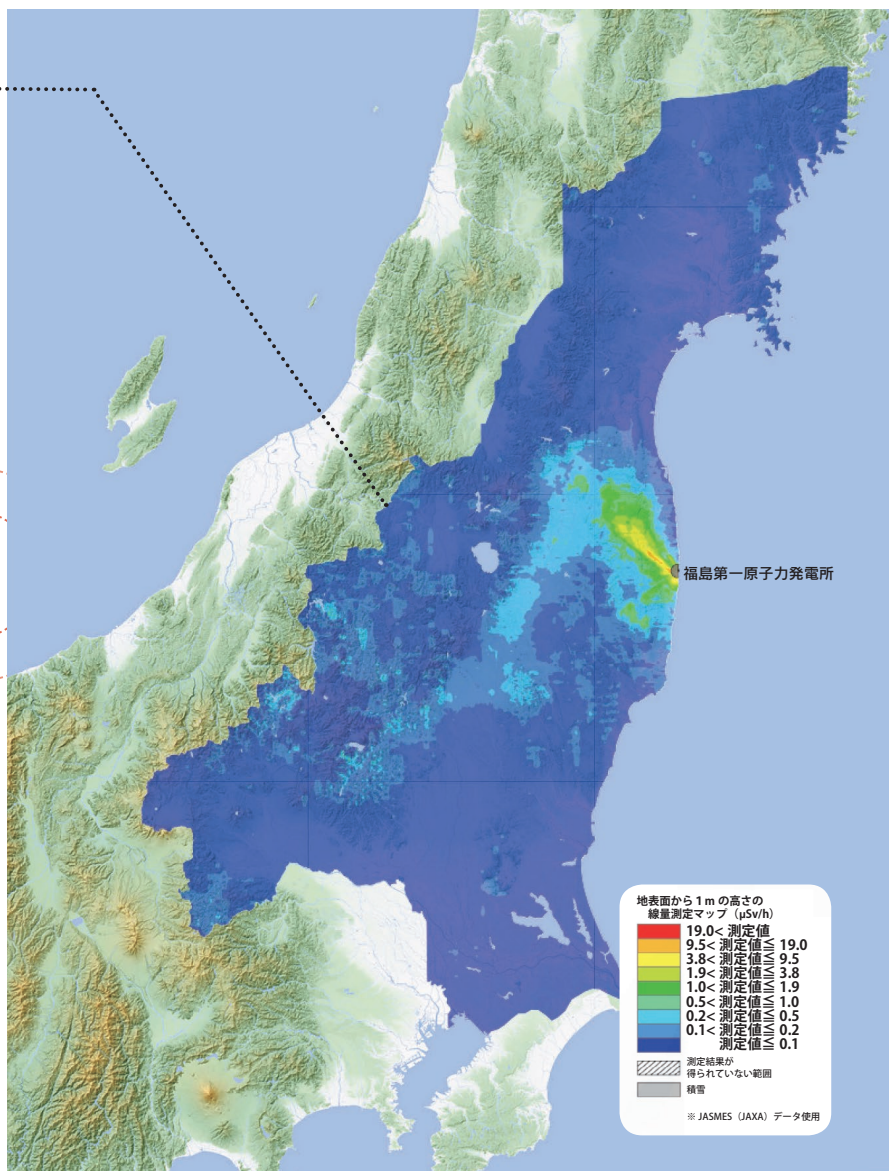 福島第一原子力発電所
地表面から 1 m の高さの
線量測定マップ（μSv/h）
19.0< 測定値
9.5< 測定値≦ 19.0
3.8< 測定値≦ 9.5
1.9< 測定値≦ 3.8
1.0< 測定値≦ 1.9
0.5< 測定値≦ 1.0
0.2< 測定値≦ 0.5
0.1< 測定値≦ 0.2
測定値≦ 0.1
測定結果が
得られていない範囲
積雪
※ JASMES（JAXA）データ使用